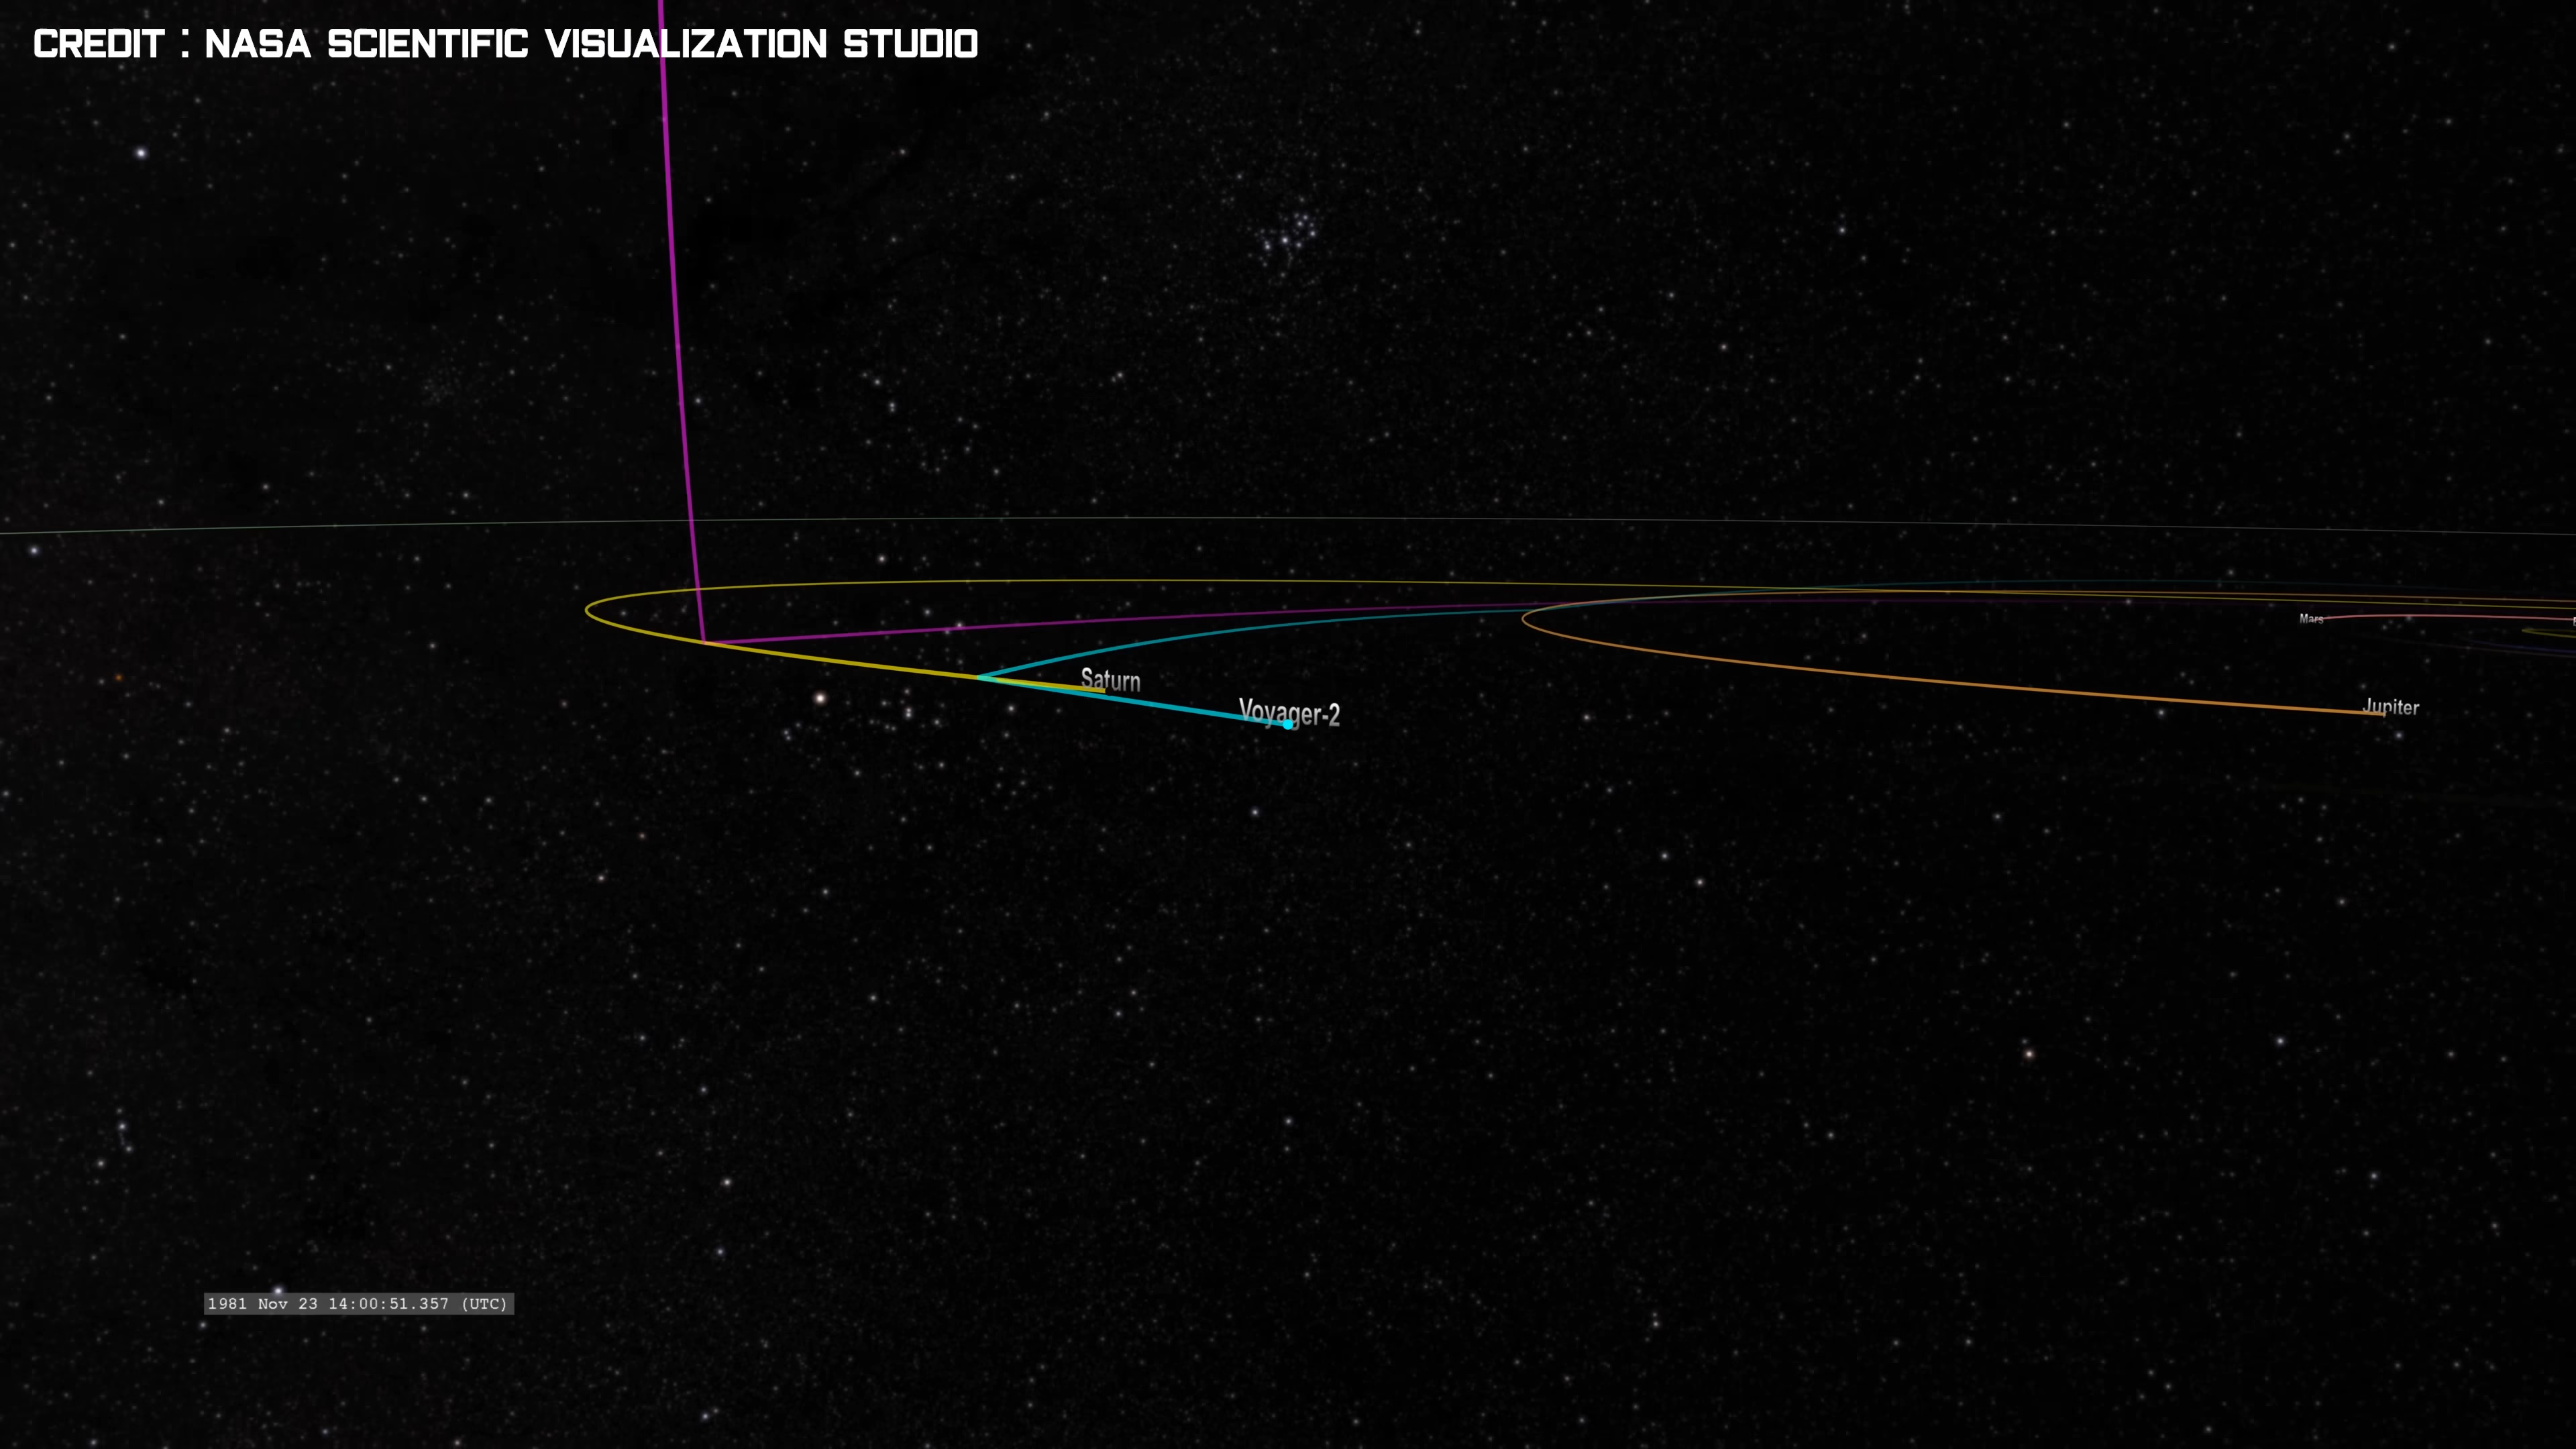 CREDIT : NASA SCIENTIFIC VISUALIZATION STUDIO
Mars
Saturn
Voyager-2
Jupiter
1981 Nov 23 14:00:51.357 (UTC)